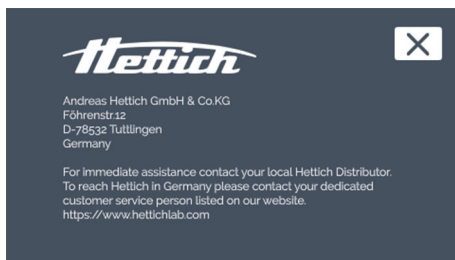 Hettich
Andreas Hettich GmbH & Co.KG
Föhrenstr.12
D-78532 Tuttlingen
Germany
For immediate assistance contact your local Hettich Distributor.
To reach Hettich in Germany please contact your dedicated
customer service person listed on our website.
https://www.hettichlab.com